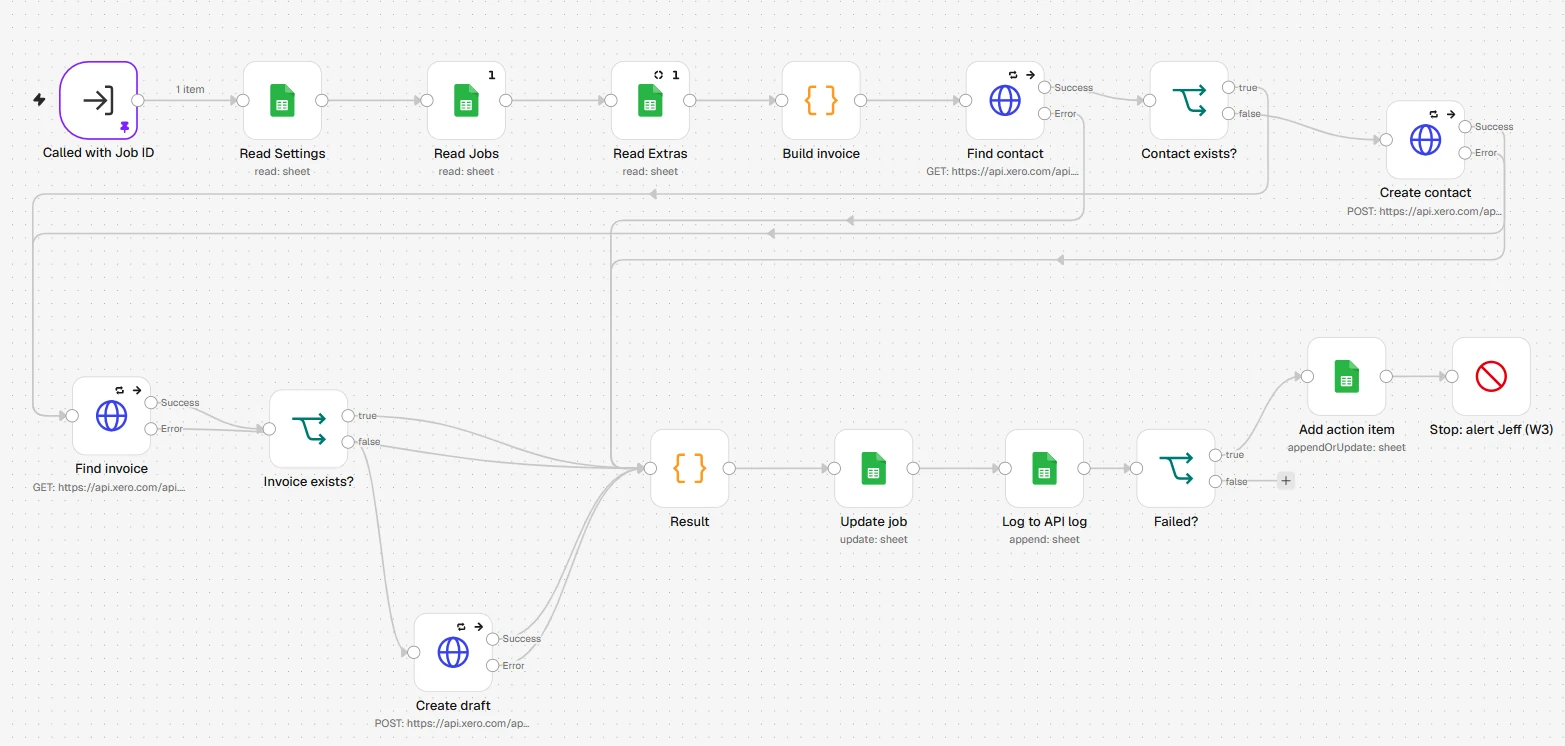 1 item
1
1
Success
Error
true
false
Success
Error
Called with Job ID
Read Settings
read: sheet
Read Jobs
read: sheet
Read Extras
read: sheet
Build invoice
Find contact
GET: https://api.xero.com/api....
Contact exists?
Create contact
POST: https://api.xero.com/ap...
Success
Error
Find invoice
GET: https://api.xero.com/api....
true
false
Invoice exists?
Result
Update job
update: sheet
Log to API log
append: sheet
true
false
Failed?
Add action item
appendOrUpdate: sheet
Stop: alert Jeff (W3)
Success
Error
Create draft
POST: https://api.xero.com/ap...